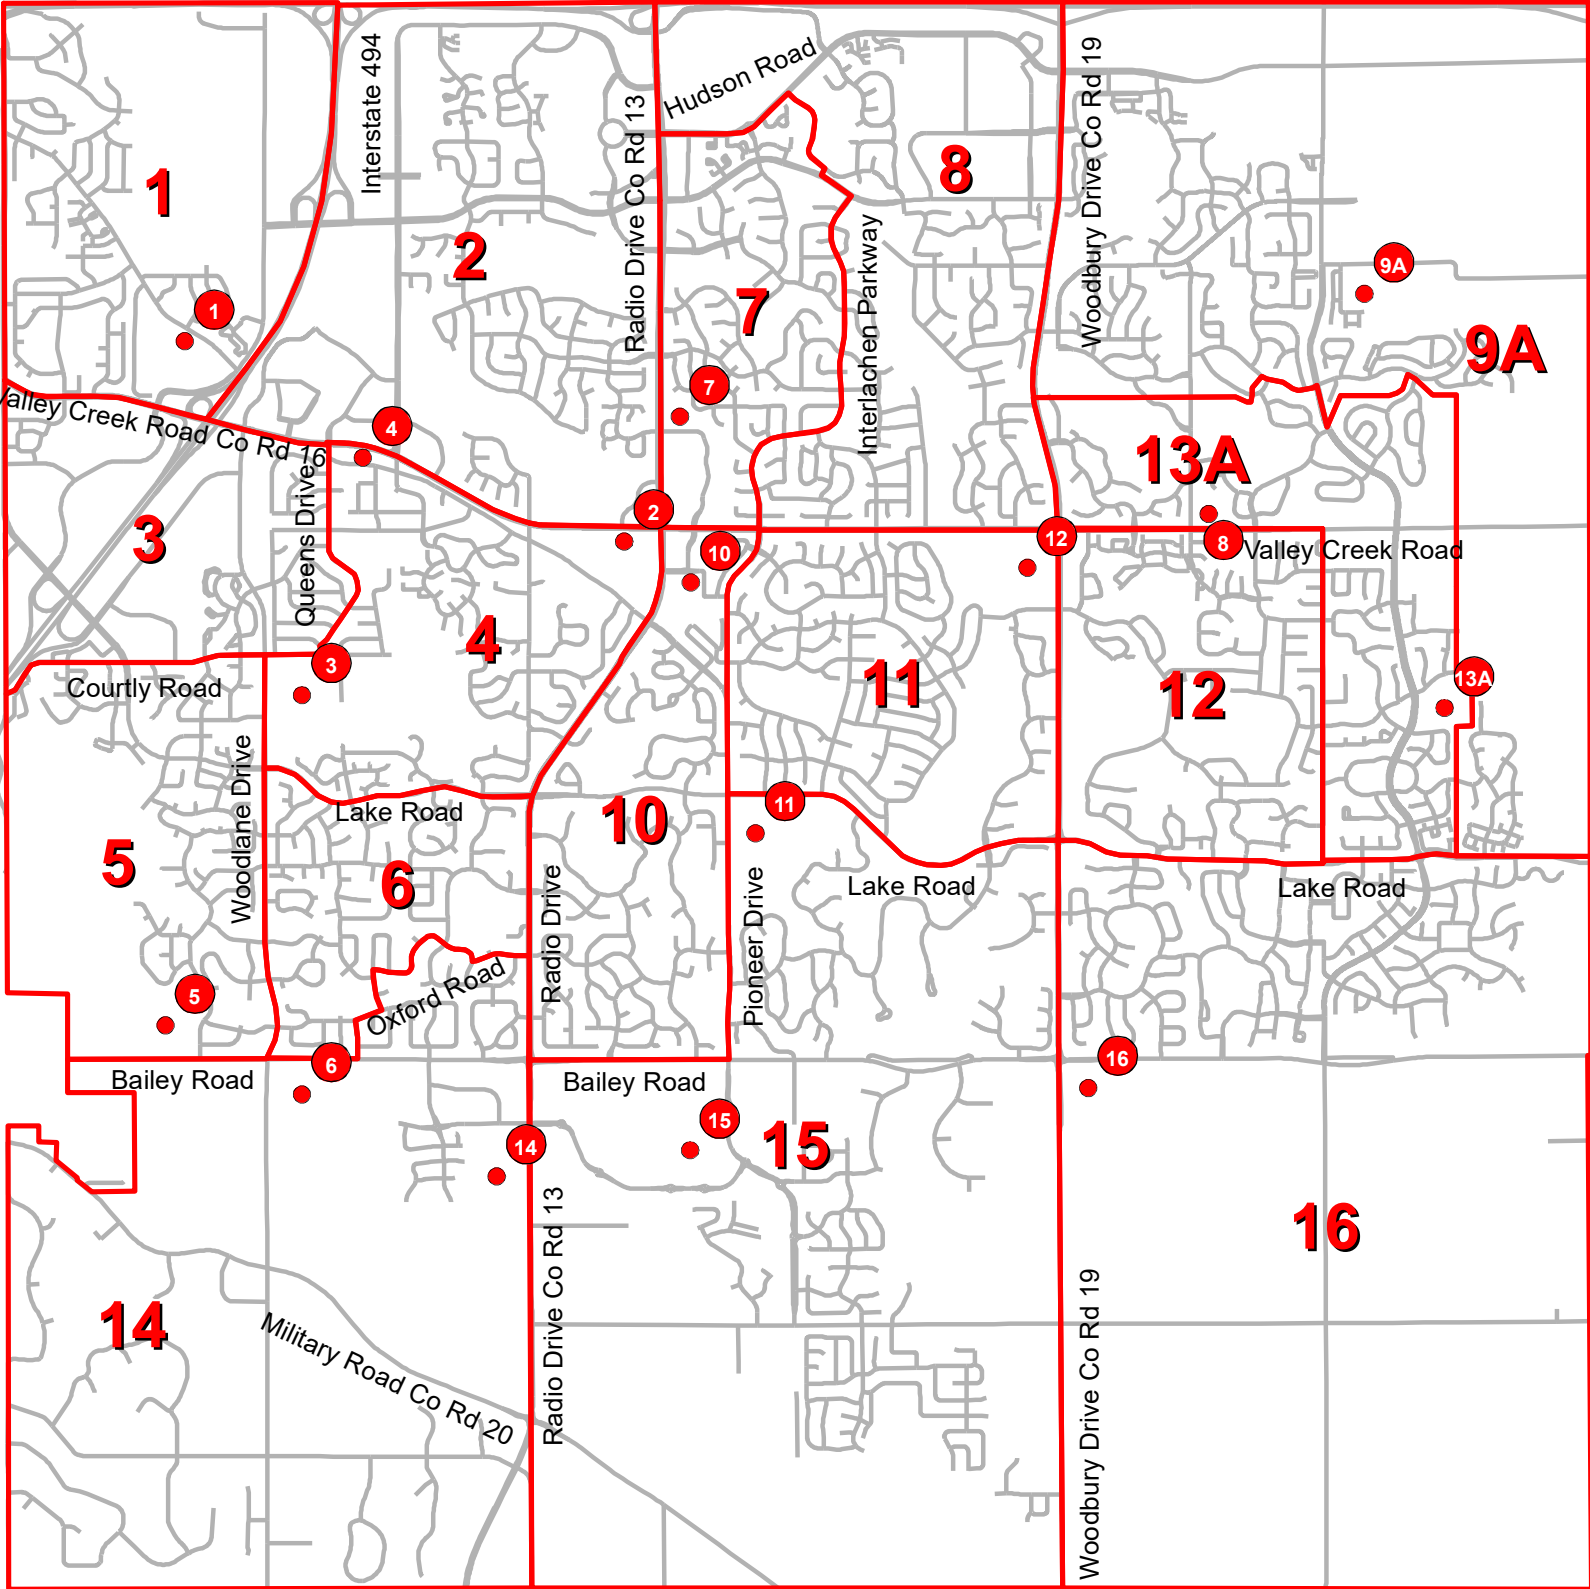 Interstate 494
Hudson Road
Radio Drive Co Rd 13
Woodbury Drive Co Rd 19
1
8
2
Interlachen Parkway
9A
7
1
9A
7
Valley Creek Road Co Rd 16
4
13A
Queens Drive
2
3
10
12
8
Valley Creek Road
4
3
11
12
13A
Courtly Road
Woodlane Drive
Lake Road
10
11
5
6
Radio Drive
Pioneer Drive
Lake Road
Lake Road
5
Oxford Road
6
16
Bailey Road
Bailey Road
14
15
15
16
14
Military Road Co Rd 20
Radio Drive Co Rd 13
Woodbury Drive Co Rd 19